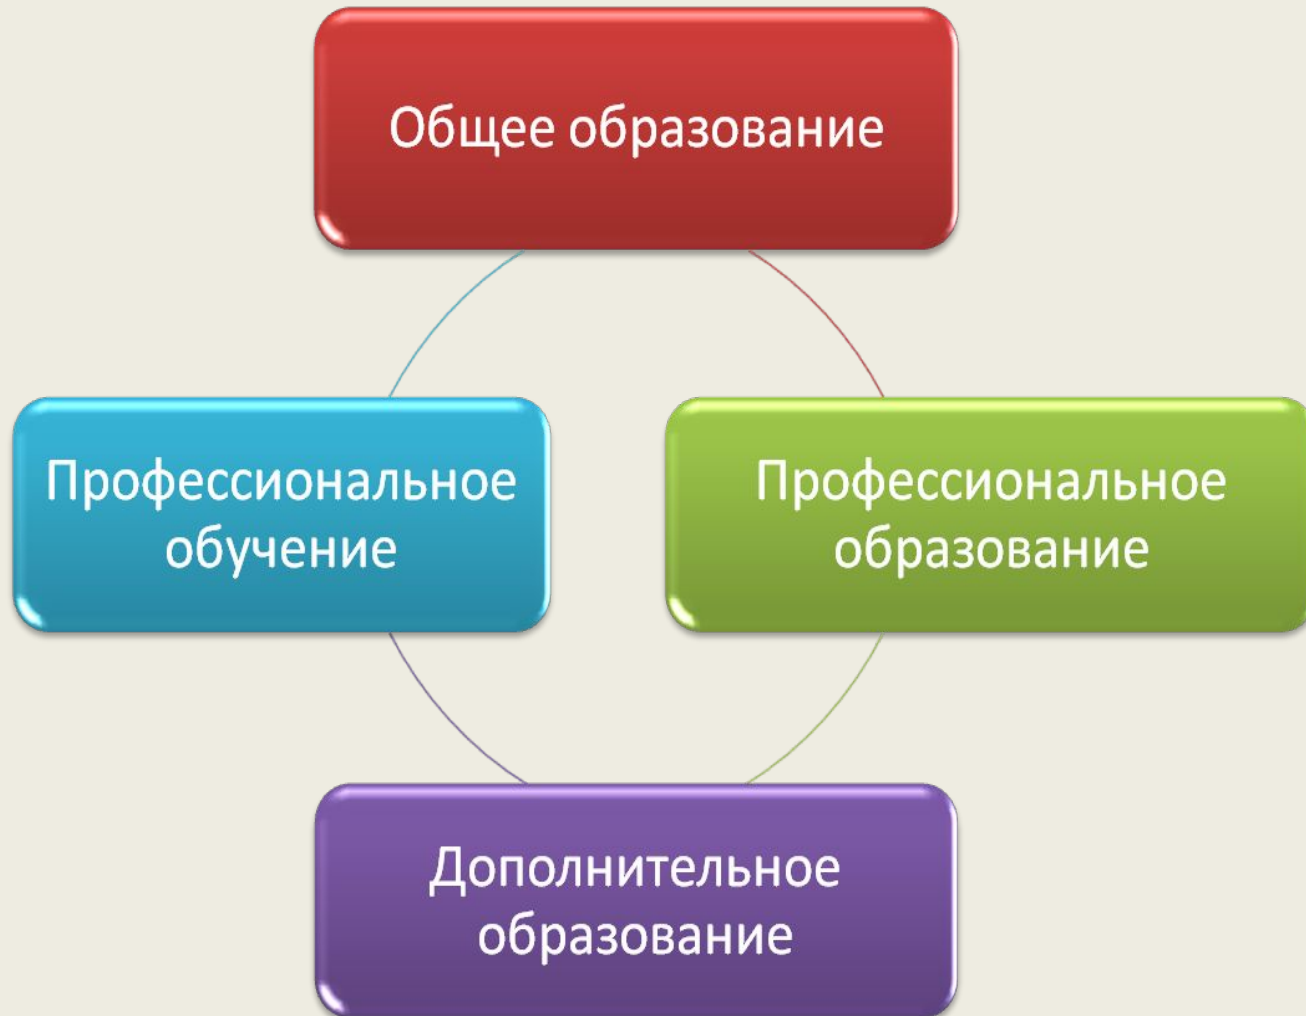 Общее образование
Профессиональное
обучение
Профессиональное
образование
Дополнительное
образование